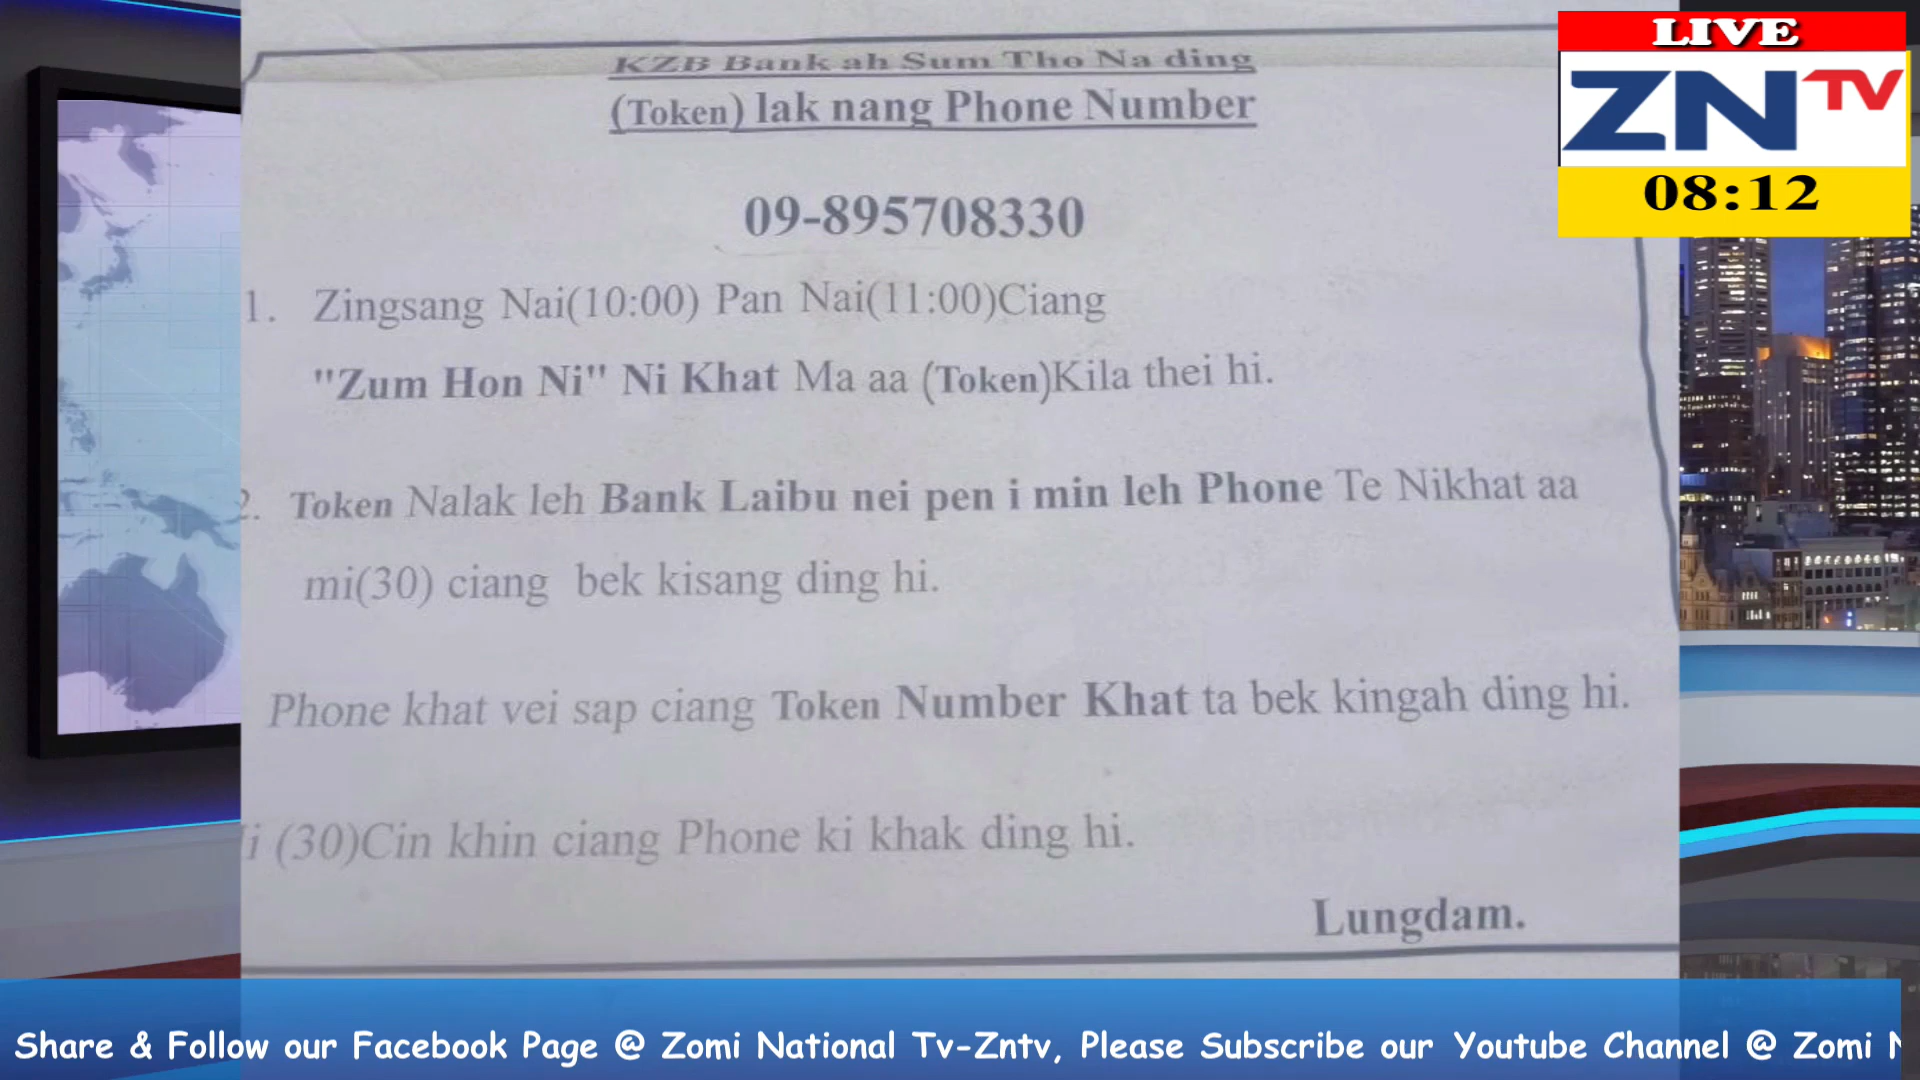 KZB Bank ah Sum Tho Na ding
(Token) lak nang Phone Number
09-895708330
1. Zingsang Nai(10:00) Pan Nai(11:00)Ciang
"Zum Hon Ni" Ni Khat Ma aa (Token)Kila thei hi.
2. Token Nalak leh Bank Laibu nei pen i min leh Phone Te Nikhat aa
mi(30) ciang bek kisang ding hi.
Phone khat vei sap ciang Token Number Khat ta bek kingah ding hi.
(30)Cin khin ciang Phone ki khak ding hi.
Lungdam.
LIVE
ZNTV
08:12
Share & Follow our Facebook Page @ Zomi National Tv-Zntv, Please Subscribe our Youtube Channel @ Zomi